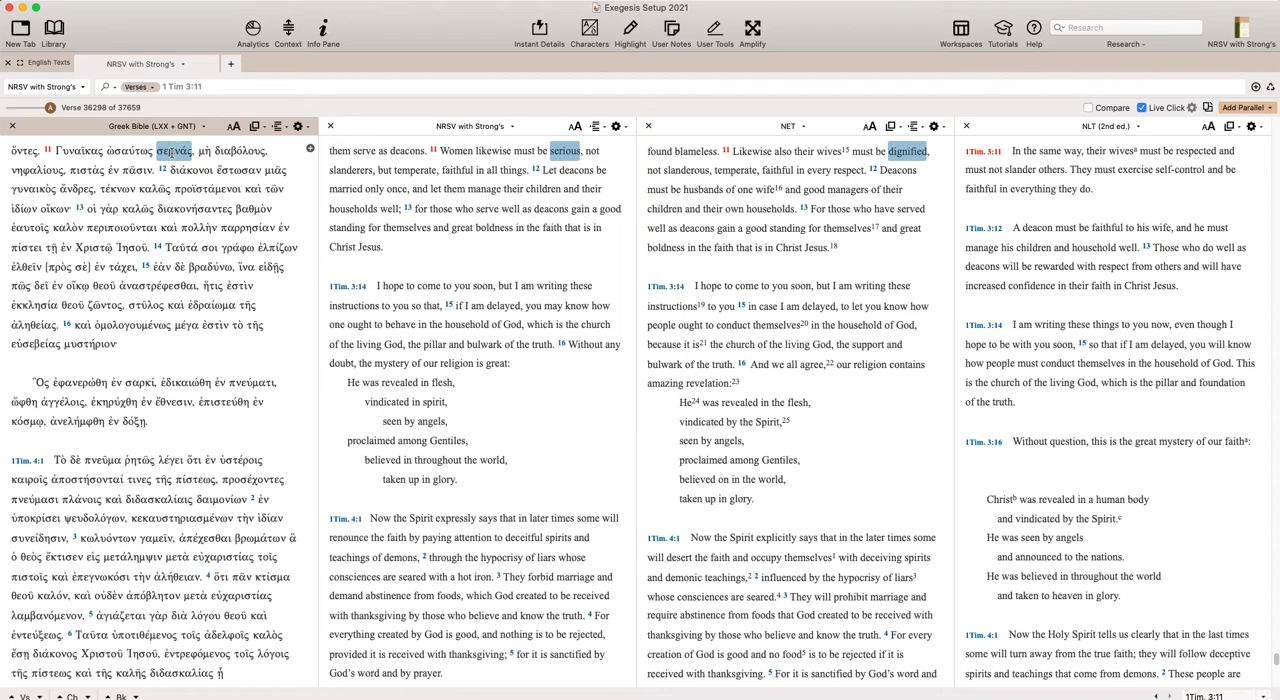 Exegesis Setup 2021
New Tab Library Analytics Context Info Pane Instant Details Characters Highlight User Notes User Tools Amplify Workspaces Tutorials Help Research Research NRSV with Strong's
English Texts NRSV with Strong's +
NRSV with Strong's Verses 1 Tim 3:11
A Verse 36298 of 37659 Compare Live Click Add Parallel
Greek Bible (LXX + GNT)
ὄντες. 11 Γυναῖκας ὡσαύτως σεμνάς, μὴ διαβόλους,
νηφαλίους, πιστὰς ἐν πᾶσιν. 12 διάκονοι ἔστωσαν μιᾶς
γυναικὸς ἄνδρες, τέκνων καλῶς προϊστάμενοι καὶ τῶν
ἰδίων οἴκων· 13 οἱ γὰρ καλῶς διακονήσαντες βαθμὸν
ἑαυτοῖς καλὸν περιποιοῦνται καὶ πολλὴν παρρησίαν ἐν
πίστει τῇ ἐν Χριστῷ Ἰησοῦ. 14 Ταῦτά σοι γράφω ἐλπίζων
ἐλθεῖν [πρὸς σὲ] ἐν τάχει, 15 ἐὰν δὲ βραδύνω, ἵνα εἰδῇς
πῶς δεῖ ἐν οἴκῳ θεοῦ ἀναστρέφεσθαι, ἥτις ἐστὶν
ἐκκλησία θεοῦ ζῶντος, στῦλος καὶ ἑδραίωμα τῆς
ἀληθείας. 16 καὶ ὁμολογουμένως μέγα ἐστὶν τὸ τῆς
εὐσεβείας μυστήριον·
Ὃς ἐφανερώθη ἐν σαρκί, ἐδικαιώθη ἐν πνεύματι,
ὤφθη ἀγγέλοις, ἐκηρύχθη ἐν ἔθνεσιν, ἐπιστεύθη ἐν
κόσμῳ, ἀνελήμφθη ἐν δόξῃ.
1Tim. 4:1 Τὸ δὲ πνεῦμα ῥητῶς λέγει ὅτι ἐν ὑστέροις
καιροῖς ἀποστήσονταί τινες τῆς πίστεως, προσέχοντες
πνεύμασι πλάνοις καὶ διδασκαλίαις δαιμονίων 2 ἐν
ὑποκρίσει ψευδολόγων, κεκαυστηριασμένων τὴν ἰδίαν
συνείδησιν, 3 κωλυόντων γαμεῖν, ἀπέχεσθαι βρωμάτων ἃ
ὁ θεὸς ἔκτισεν εἰς μετάλημψιν μετὰ εὐχαριστίας τοῖς
πιστοῖς καὶ ἐπεγνωκόσι τὴν ἀλήθειαν. 4 ὅτι πᾶν κτίσμα
θεοῦ καλόν, καὶ οὐδὲν ἀπόβλητον μετὰ εὐχαριστίας
λαμβανόμενον, 5 ἁγιάζεται γὰρ διὰ λόγου θεοῦ καὶ
ἐντεύξεως. 6 Ταῦτα ὑποτιθέμενος τοῖς ἀδελφοῖς καλὸς
ἔσῃ διάκονος Χριστοῦ Ἰησοῦ, ἐντρεφόμενος τοῖς λόγοις
τῆς πίστεως καὶ τῆς καλῆς διδασκαλίας ᾗ
NRSV with Strong's
them serve as deacons. 11 Women likewise must be serious, not
slanderers, but temperate, faithful in all things. 12 Let deacons be
married only once, and let them manage their children and their
households well; 13 for those who serve well as deacons gain a good
standing for themselves and great boldness in the faith that is in
Christ Jesus.
1Tim. 3:14 I hope to come to you soon, but I am writing these
instructions to you so that, 15 if I am delayed, you may know how
one ought to behave in the household of God, which is the church
of the living God, the pillar and bulwark of the truth. 16 Without any
doubt, the mystery of our religion is great:
He was revealed in flesh,
vindicated in spirit,
seen by angels,
proclaimed among Gentiles,
believed in throughout the world,
taken up in glory.
1Tim. 4:1 Now the Spirit expressly says that in later times some will
renounce the faith by paying attention to deceitful spirits and
teachings of demons, 2 through the hypocrisy of liars whose
consciences are seared with a hot iron. 3 They forbid marriage and
demand abstinence from foods, which God created to be received
with thanksgiving by those who believe and know the truth. 4 For
everything created by God is good, and nothing is to be rejected,
provided it is received with thanksgiving; 5 for it is sanctified by
God's word and by prayer.
NET
found blameless. 11 Likewise also their wives15 must be dignified,
not slanderous, temperate, faithful in every respect. 12 Deacons
must be husbands of one wife16 and good managers of their
children and their own households. 13 For those who have served
well as deacons gain a good standing for themselves17 and great
boldness in the faith that is in Christ Jesus.18
1Tim. 3:14 I hope to come to you soon, but I am writing these
instructions19 to you 15 in case I am delayed, to let you know how
people ought to conduct themselves20 in the household of God,
because it is21 the church of the living God, the support and
bulwark of the truth. 16 And we all agree,22 our religion contains
amazing revelation:23
He24 was revealed in the flesh,
vindicated by the Spirit,25
seen by angels,
proclaimed among Gentiles,
believed on in the world,
taken up in glory.
1Tim. 4:1 Now the Spirit explicitly says that in the later times some
will desert the faith and occupy themselves1 with deceiving spirits
and demonic teachings,2 2 influenced by the hypocrisy of liars3
whose consciences are seared.4 3 They will prohibit marriage and
require abstinence from foods that God created to be received with
thanksgiving by those who believe and know the truth. 4 For every
creation of God is good and no food5 is to be rejected if it is
received with thanksgiving. 5 For it is sanctified by God's word and
NLT (2nd ed.)
1Tim. 3:11 In the same way, their wivesa must be respected and
must not slander others. They must exercise self-control and be
faithful in everything they do.
1Tim. 3:12 A deacon must be faithful to his wife, and he must
manage his children and household well. 13 Those who do well as
deacons will be rewarded with respect from others and will have
increased confidence in their faith in Christ Jesus.
1Tim. 3:14 I am writing these things to you now, even though I
hope to be with you soon, 15 so that if I am delayed, you will know
how people must conduct themselves in the household of God. This
is the church of the living God, which is the pillar and foundation
of the truth.
1Tim. 3:16 Without question, this is the great mystery of our faitha:
Christb was revealed in a human body
and vindicated by the Spirit.c
He was seen by angels
and announced to the nations.
He was believed in throughout the world
and taken to heaven in glory.
1Tim. 4:1 Now the Holy Spirit tells us clearly that in the last times
some will turn away from the true faith; they will follow deceptive
spirits and teachings that come from demons. 2 These people are
Vs Ch Bk 1Tim. 3:11